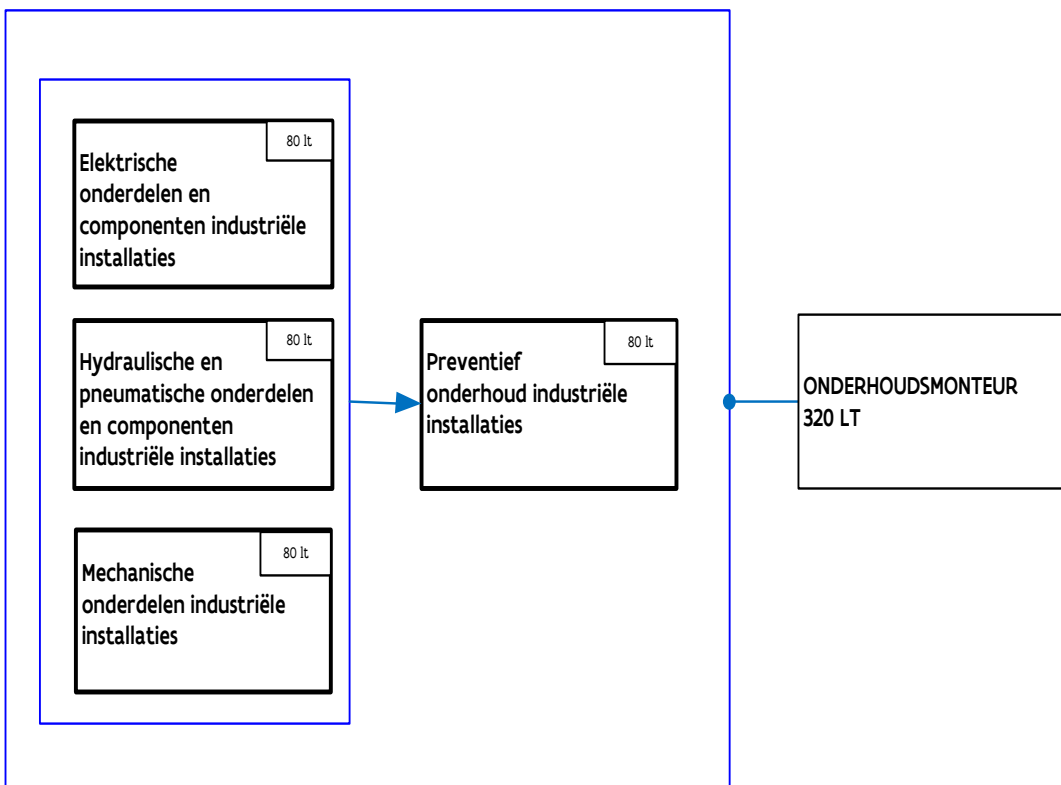 80 lt
Elektrische
onderdelen en
componenten industriële
installaties
80 lt
Hydraulische en
pneumatische onderdelen
en componenten
industriële installaties
80 lt
Mechanische
onderdelen industriële
installaties
80 lt
Preventief
onderhoud industriële
installaties
ONDERHOUDSMONTEUR
320 LT